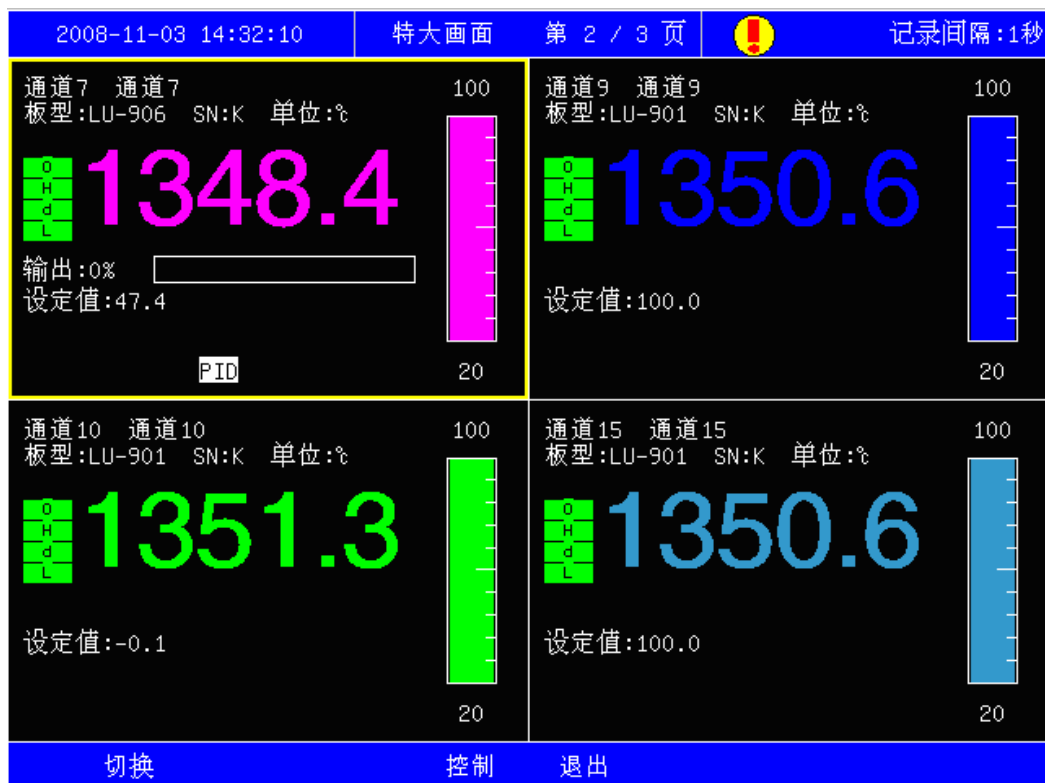 2008-11-03 14:32:10 特大画面 第 2 / 3 页 ! 记录间隔:1秒
通道7 通道7 100
板型:LU-906 SN:K 单位:℃
O
H
d
L
1348.4
输出:0%
设定值:47.4
PID 20
通道9 通道9 100
板型:LU-901 SN:K 单位:℃
O
H
d
L
1350.6
设定值:100.0
20
通道10 通道10 100
板型:LU-901 SN:K 单位:℃
O
H
d
L
1351.3
设定值:-0.1
20
通道15 通道15 100
板型:LU-901 SN:K 单位:℃
O
H
d
L
1350.6
设定值:100.0
20
切换 控制 退出